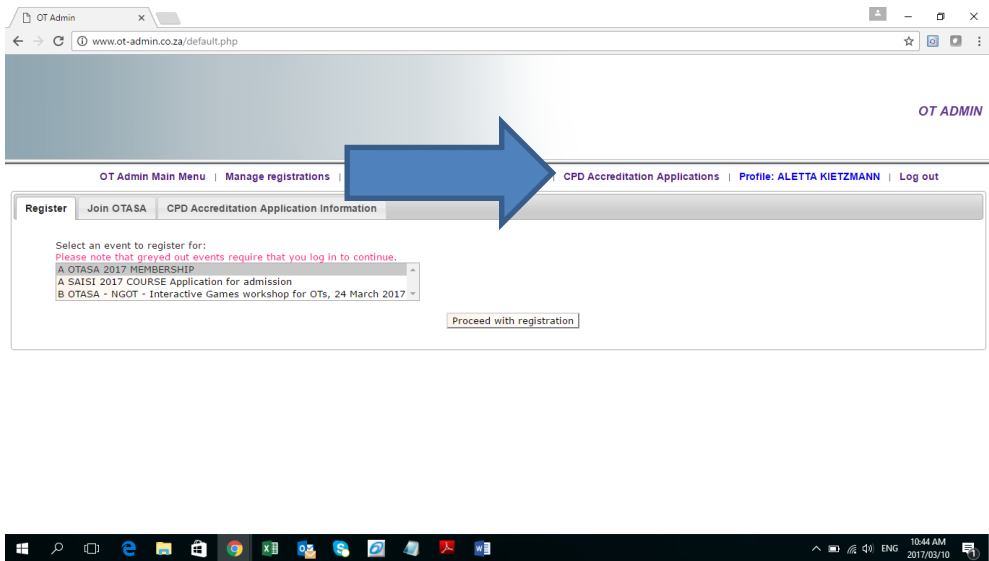 OT Admin
www.ot-admin.co.za/default.php
OT ADMIN
OT Admin Main Menu | Manage registrations | | CPD Accreditation Applications | Profile: ALETTA KIETZMANN | Log out
Register Join OTASA CPD Accreditation Application Information
Select an event to register for:
Please note that greyed out events require that you log in to continue.
A OTASA 2017 MEMBERSHIP
A SAISI 2017 COURSE Application for admission
B OTASA - NGOT - Interactive Games workshop for OTs, 24 March 2017
Proceed with registration
ENG
10:44 AM
2017/03/10